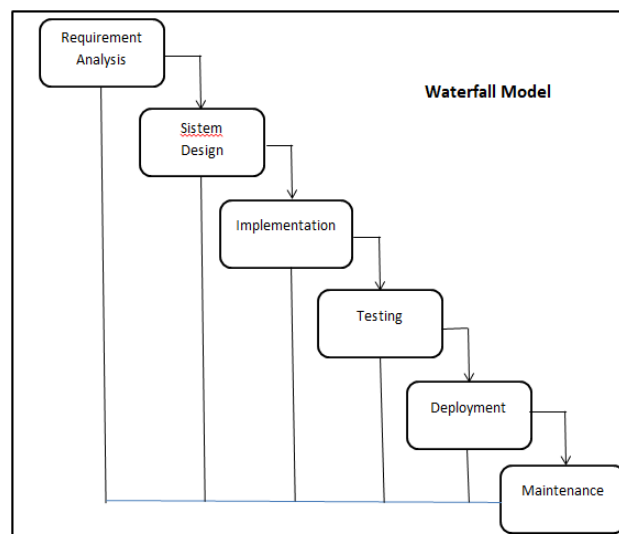 Requirement
Analysis
Waterfall Model
Sistem
Design
Implementation
Testing
Deployment
Maintenance